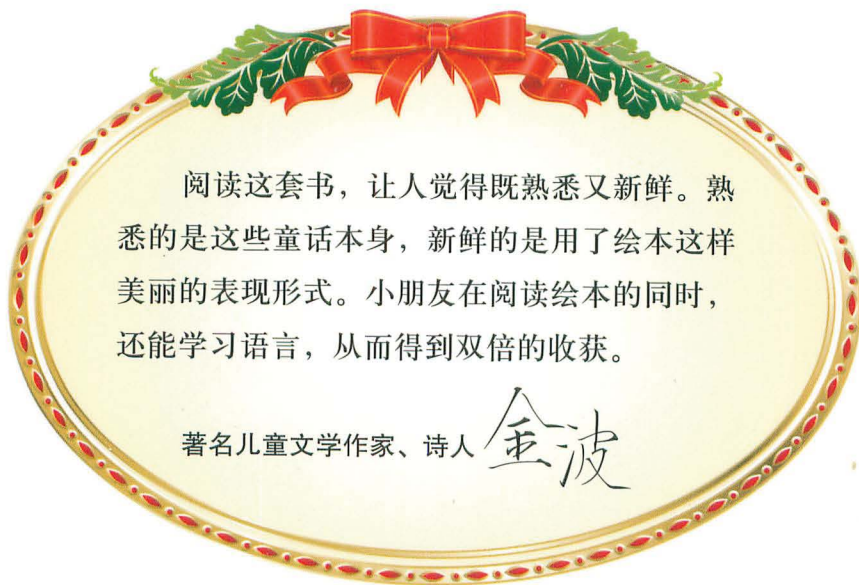 阅读这套书，让人觉得既熟悉又新鲜。熟
悉的是这些童话本身，新鲜的是用了绘本这样
美丽的表现形式。小朋友在阅读绘本的同时，
还能学习语言，从而得到双倍的收获。
著名儿童文学作家、诗人 金波